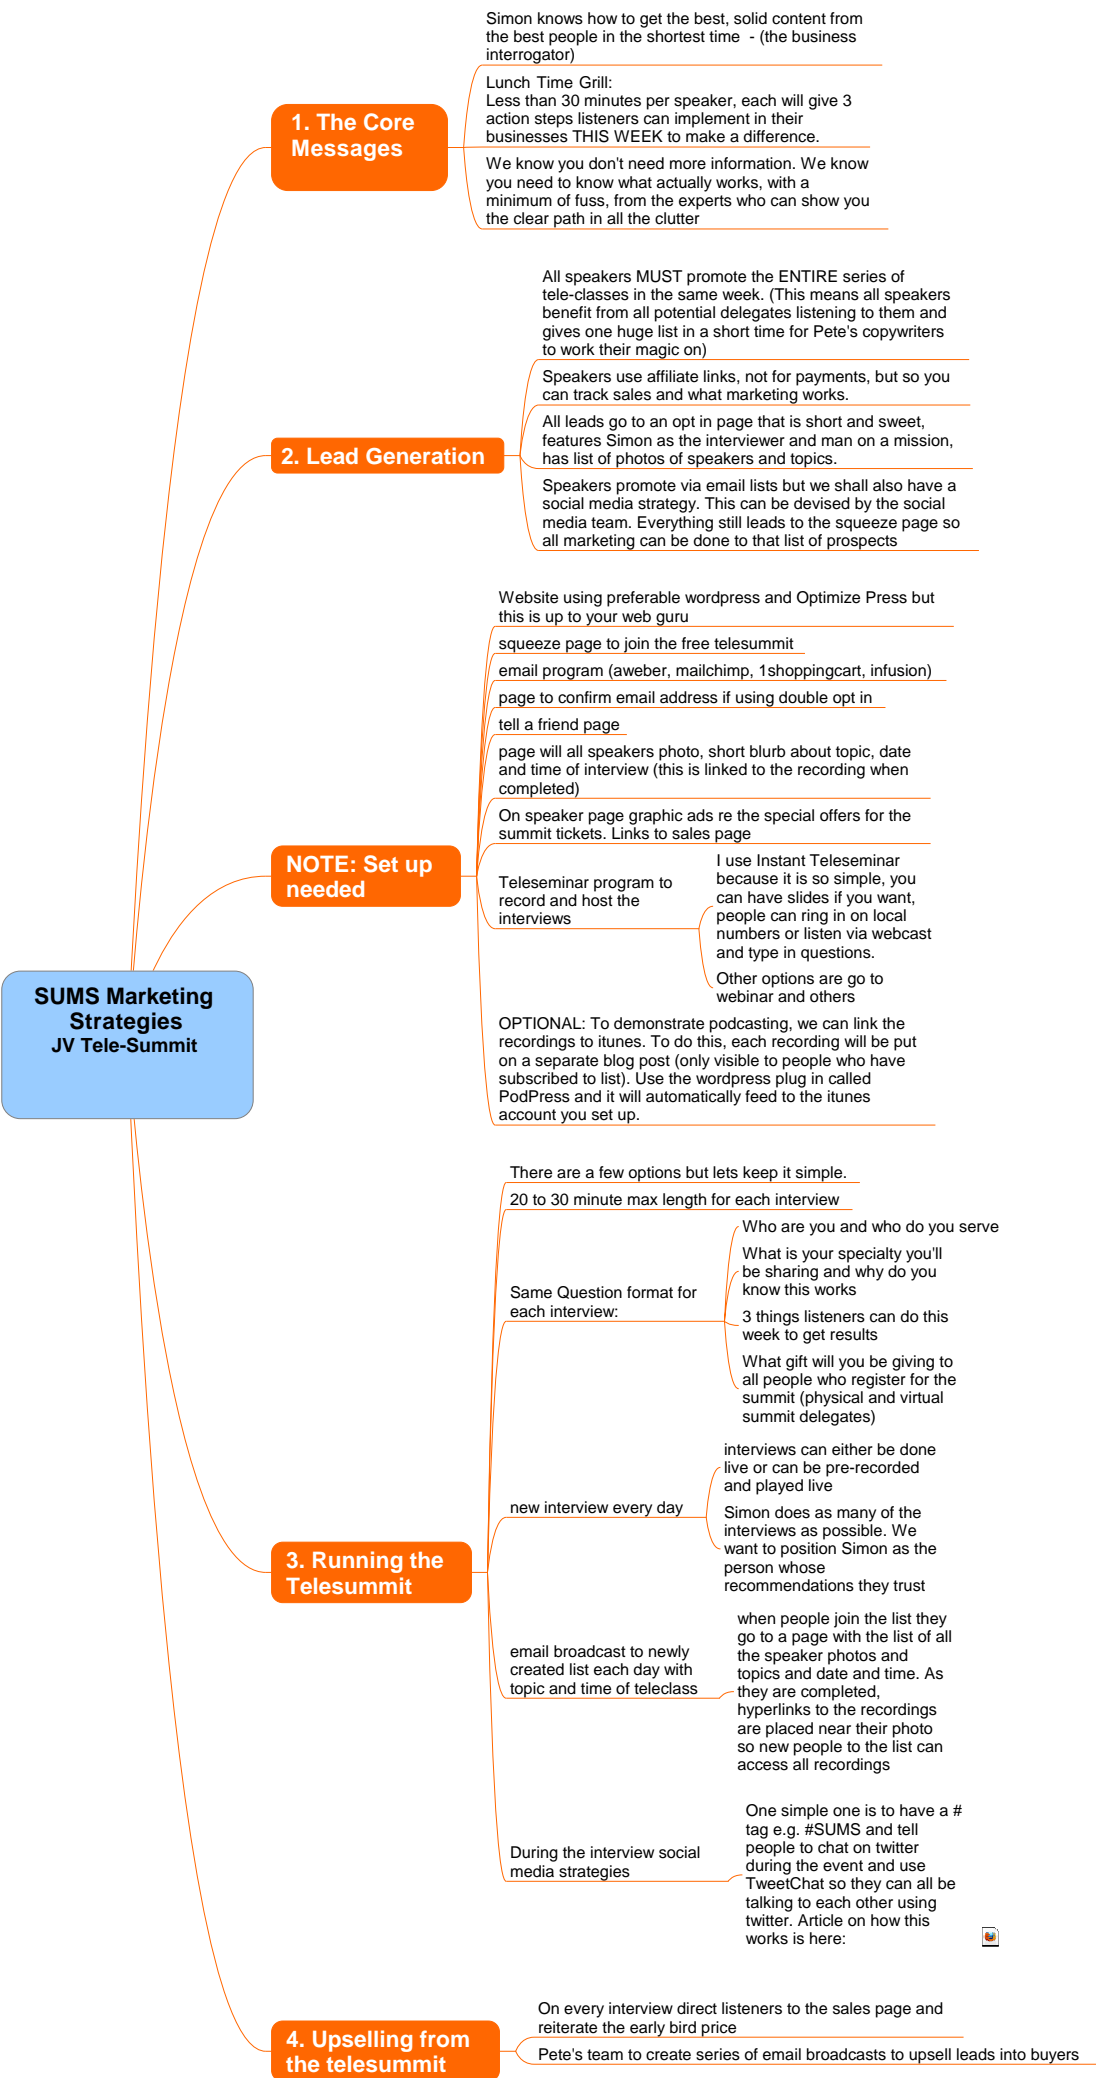 Simon knows how to get the best, solid content from
the best people in the shortest time  - (the business
interrogator)
Lunch Time Grill:
Less than 30 minutes per speaker, each will give 3
action steps listeners can implement in their
businesses THIS WEEK to make a difference.
1. The Core
Messages
We know you don't need more information. We know
you need to know what actually works, with a
minimum of fuss, from the experts who can show you
the clear path in all the clutter
All speakers MUST promote the ENTIRE series of
tele-classes in the same week. (This means all speakers
benefit from all potential delegates listening to them and
gives one huge list in a short time for Pete's copywriters
to work their magic on)
Speakers use affiliate links, not for payments, but so you
can track sales and what marketing works.
All leads go to an opt in page that is short and sweet,
features Simon as the interviewer and man on a mission,
has list of photos of speakers and topics.
2. Lead Generation
Speakers promote via email lists but we shall also have a
social media strategy. This can be devised by the social
media team. Everything still leads to the squeeze page so
all marketing can be done to that list of prospects
Website using preferable wordpress and Optimize Press but
this is up to your web guru
squeeze page to join the free telesummit
email program (aweber, mailchimp, 1shoppingcart, infusion)
page to confirm email address if using double opt in
tell a friend page
page will all speakers photo, short blurb about topic, date
and time of interview (this is linked to the recording when
completed)
On speaker page graphic ads re the special offers for the
summit tickets. Links to sales page
NOTE: Set up
needed
Teleseminar program to
record and host the
interviews
I use Instant Teleseminar
because it is so simple, you
can have slides if you want,
people can ring in on local
numbers or listen via webcast
and type in questions.
Other options are go to
webinar and others
OPTIONAL: To demonstrate podcasting, we can link the
recordings to itunes. To do this, each recording will be put
on a separate blog post (only visible to people who have
subscribed to list). Use the wordpress plug in called
PodPress and it will automatically feed to the itunes
account you set up.
SUMS Marketing
Strategies
JV Tele-Summit
There are a few options but lets keep it simple.
20 to 30 minute max length for each interview
Same Question format for
each interview:
Who are you and who do you serve
What is your specialty you'll
be sharing and why do you
know this works
3 things listeners can do this
week to get results
What gift will you be giving to
all people who register for the
summit (physical and virtual
summit delegates)
new interview every day
interviews can either be done
live or can be pre-recorded
and played live
Simon does as many of the
interviews as possible. We
want to position Simon as the
person whose
recommendations they trust
3. Running the
Telesummit
email broadcast to newly
created list each day with
topic and time of teleclass
when people join the list they
go to a page with the list of all
the speaker photos and
topics and date and time. As
they are completed,
hyperlinks to the recordings
are placed near their photo
so new people to the list can
access all recordings
During the interview social
media strategies
One simple one is to have a #
tag e.g. #SUMS and tell
people to chat on twitter
during the event and use
TweetChat so they can all be
talking to each other using
twitter. Article on how this
works is here:
4. Upselling from
the telesummit
On every interview direct listeners to the sales page and
reiterate the early bird price
Pete's team to create series of email broadcasts to upsell leads into buyers